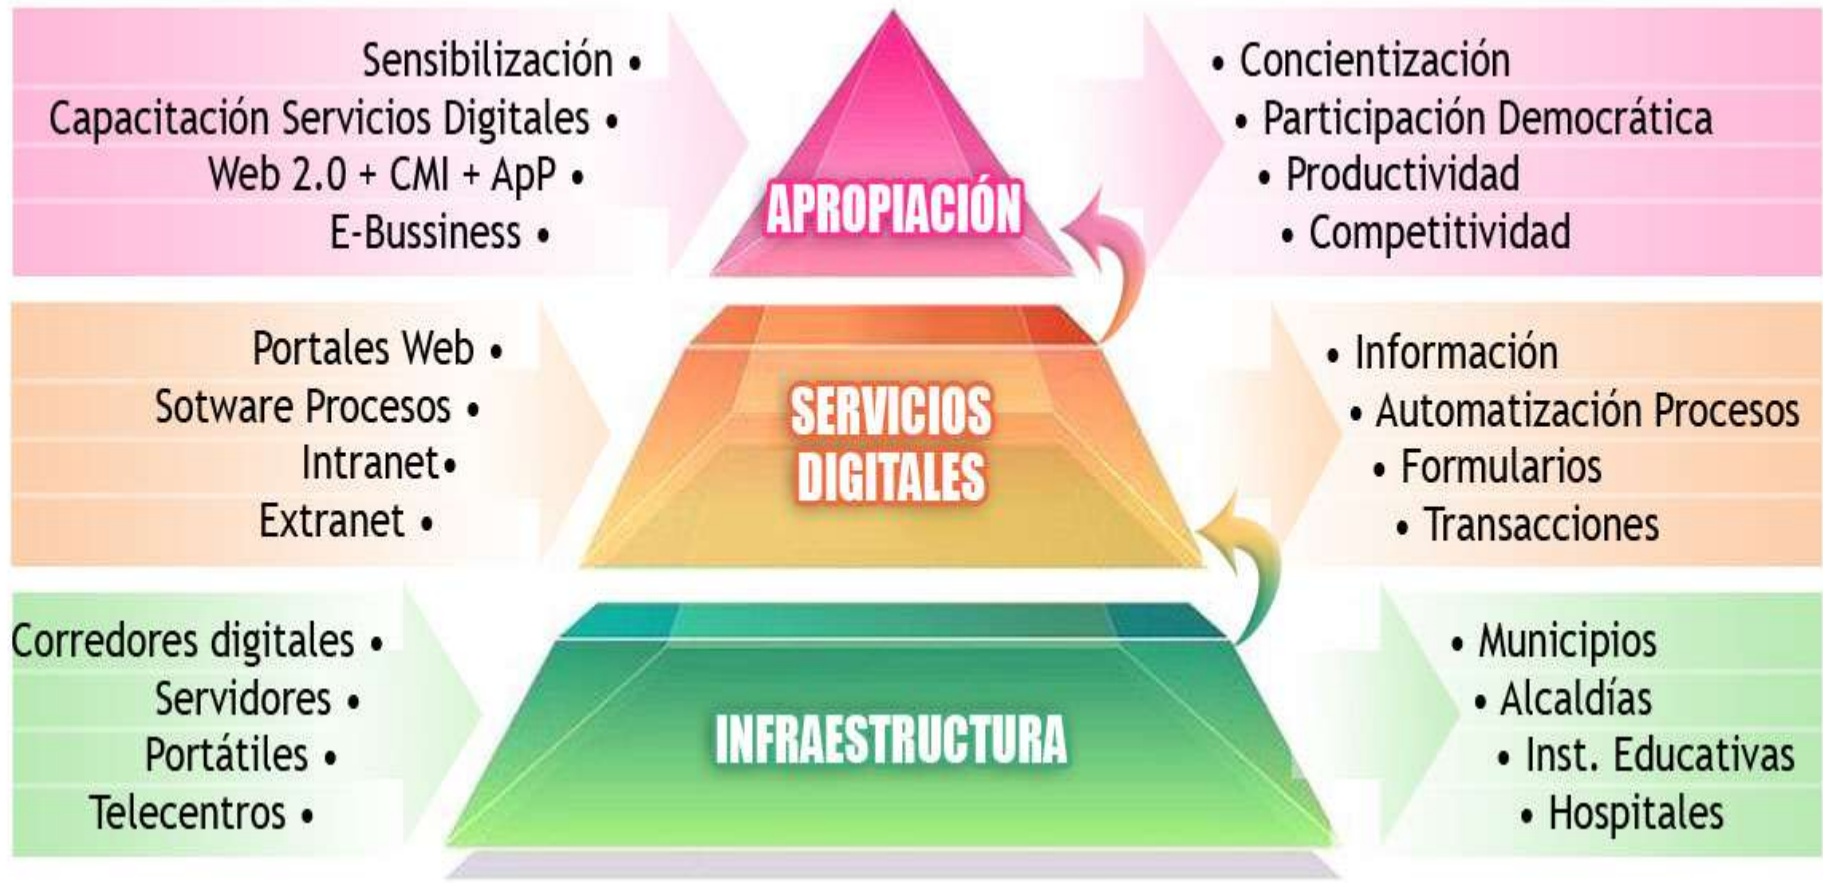 Sensibilización •
Capacitación Servicios Digitales •
Web 2.0 + CMI + ApP •
E-Bussiness •
APROPIACIÓN
• Concientización
• Participación Democrática
• Productividad
• Competitividad
Portales Web •
Sotware Procesos •
Intranet•
Extranet •
SERVICIOS
DIGITALES
• Información
• Automatización Procesos
• Formularios
• Transacciones
Corredores digitales •
Servidores •
Portátiles •
Telecentros •
INFRAESTRUCTURA
• Municipios
• Alcaldías
• Inst. Educativas
• Hospitales